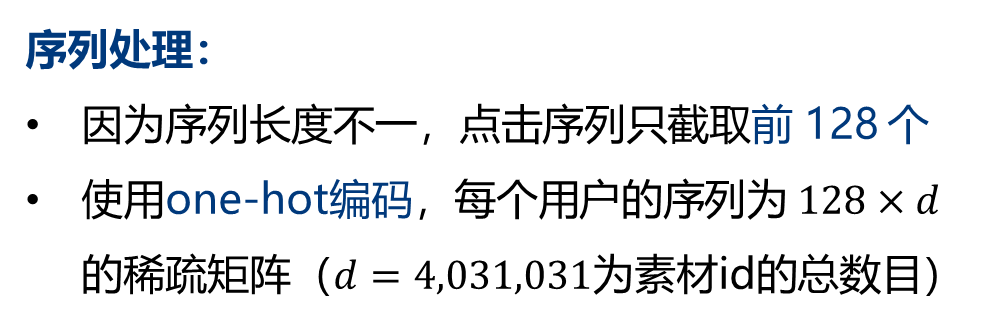 序列处理：
• 因为序列长度不一，点击序列只截取前 128 个
• 使用one-hot编码，每个用户的序列为 128 × d
的稀疏矩阵（d = 4,031,031为素材id的总数目）